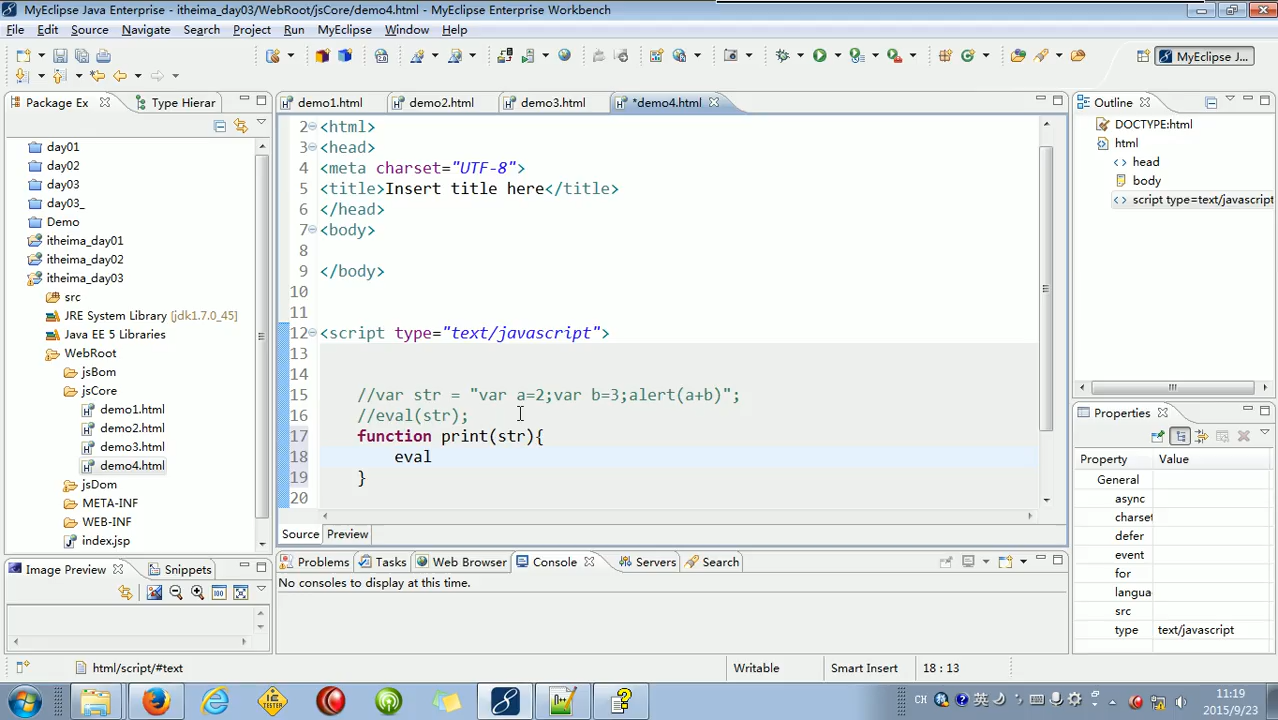 MyEclipse Java Enterprise - itheima_day03/WebRoot/jsCore/demo4.html - MyEclipse Enterprise Workbench
File Edit Source Navigate Search Project Run MyEclipse Window Help
MyEclipse J...
Package Ex
Type Hierar
day01
day02
day03
day03_
Demo
itheima_day01
itheima_day02
itheima_day03
src
JRE System Library [jdk1.7.0_45]
Java EE 5 Libraries
WebRoot
jsBom
jsCore
demo1.html
demo2.html
demo3.html
demo4.html
jsDom
META-INF
WEB-INF
index.jsp
Image Preview
Snippets
demo1.html
demo2.html
demo3.html
*demo4.html
2 <html>
3 <head>
4 <meta charset="UTF-8">
5 <title>Insert title here</title>
6 </head>
7 <body>
8
9 </body>
10
11
12 <script type="text/javascript">
13
14
15 //var str = "var a=2;var b=3;alert(a+b)";
16 //eval(str);
17 function print(str){
18 eval
19 }
20
Source Preview
Problems Tasks Web Browser Console Servers Search
No consoles to display at this time.
Outline
DOCTYPE:html
html
head
body
script type=text/javascript
Properties
Property Value
General
async
charset
defer
event
for
langua
src
type text/javascript
html/script/#text
Writable
Smart Insert
18 : 13
CH
英
11:19
2015/9/23